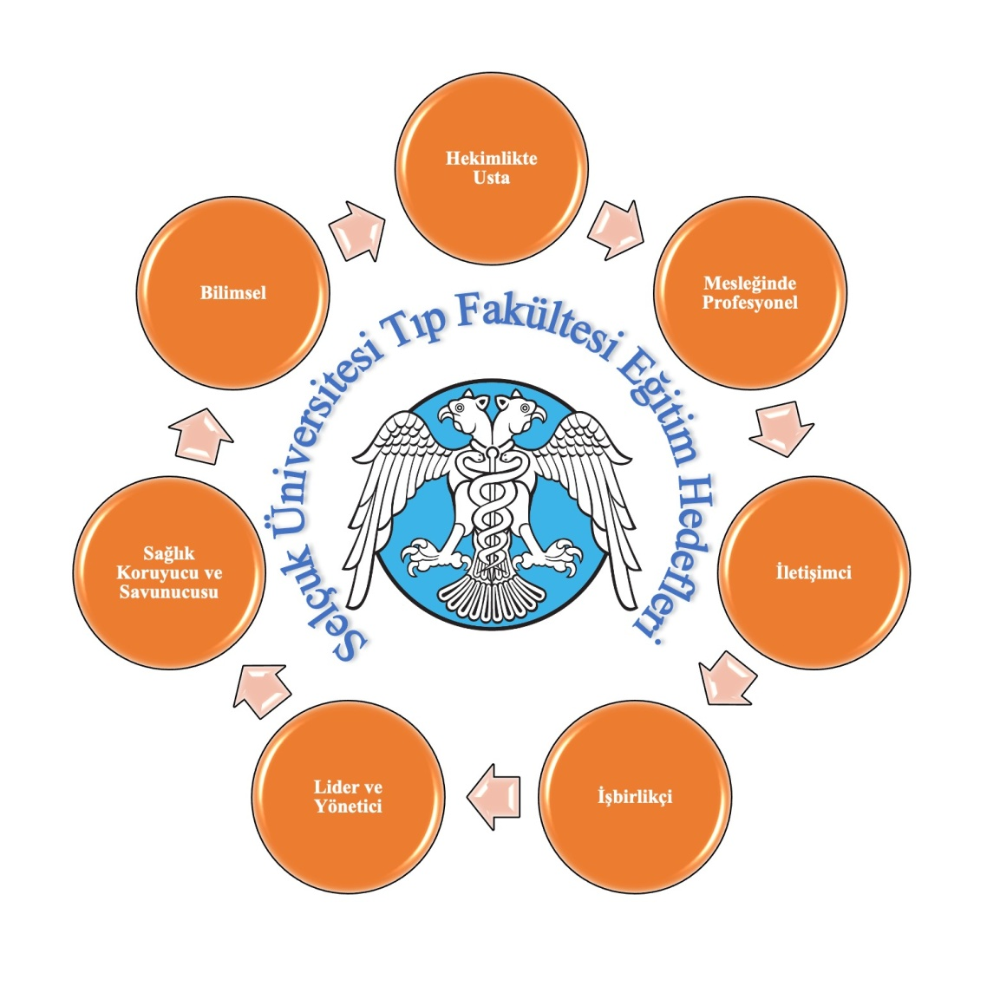 Hekimlikte
Usta
Mesleğinde
Profesyonel
İletişimci
İşbirlikçi
Lider ve
Yönetici
Sağlık
Koruyucu ve
Savunucusu
Bilimsel
Selçuk Üniversitesi Tıp Fakültesi Eğitim Hedefleri